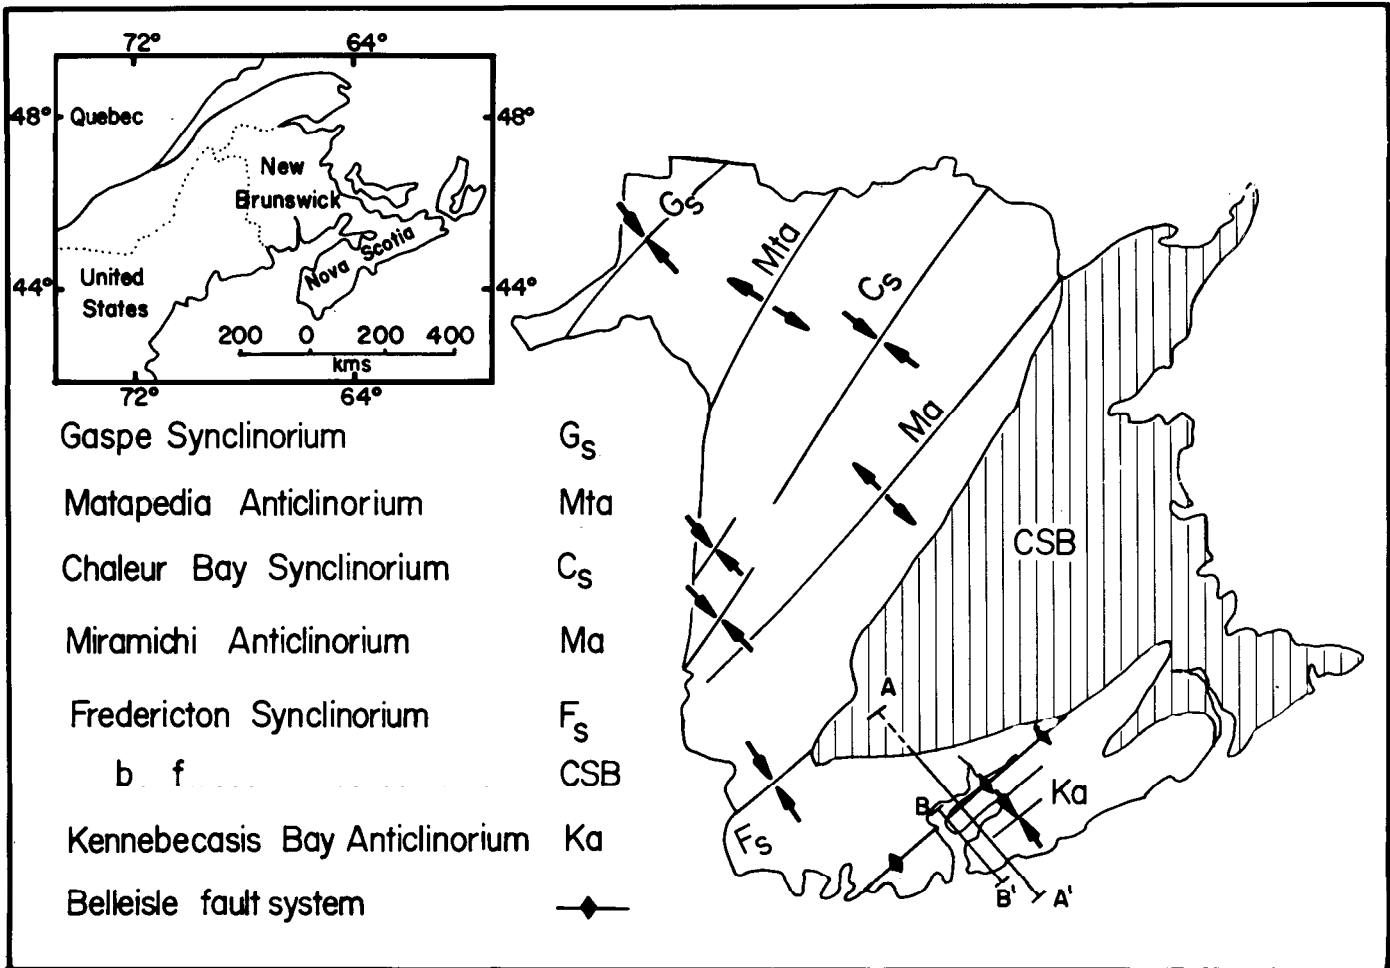 72° 64°
48° Quebec 48°
New
Brunswick
Nova Scotia
United
States
44° 44°
200 0 200 400
kms
72° 64°
Gaspe Synclinorium Gs
Matapedia Anticlinorium Mta
Chaleur Bay Synclinorium Cs
Miramichi Anticlinorium Ma
Fredericton Synclinorium Fs
b f CSB
Kennebecasis Bay Anticlinorium Ka
Belleisle fault system
Gs
Mta
Cs
Ma
CSB
A
B
Ka
Fs
B' A'